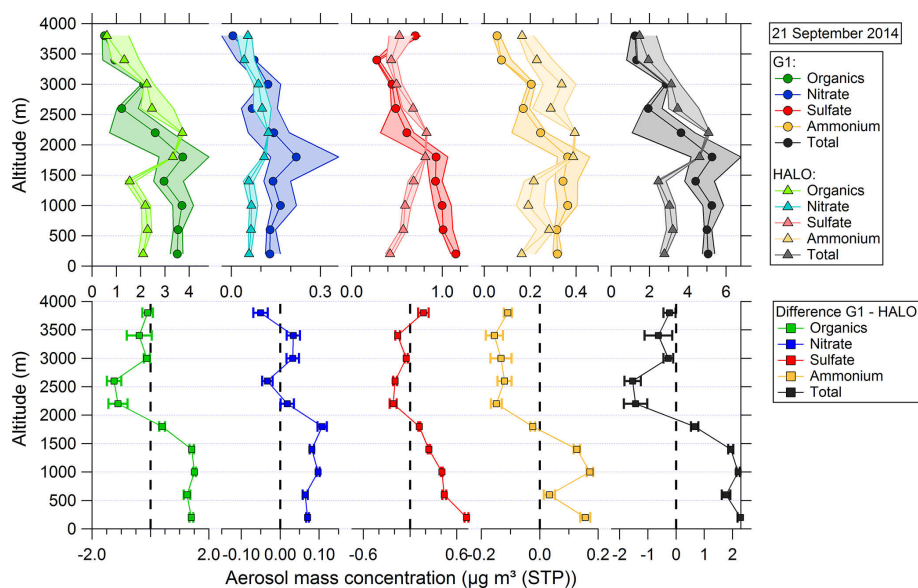 21 September 2014
G1:
Organics
Nitrate
Sulfate
Ammonium
Total
HALO:
Organics
Nitrate
Sulfate
Ammonium
Total
Altitude (m)
4000
3500
3000
2500
2000
1500
1000
500
0
0 1 2 3 4
0.0 0.3
0.0 1.0
0.0 0.2 0.4
0 2 4 6
Difference G1 - HALO
Organics
Nitrate
Sulfate
Ammonium
Total
Altitude (m)
4000
3500
3000
2500
2000
1500
1000
500
0
-2.0 2.0
-0.10 0.00 0.10
-0.6 0.6
-0.2 0.0 0.2
-2 -1 0 1 2
Aerosol mass concentration (µg m³ (STP))